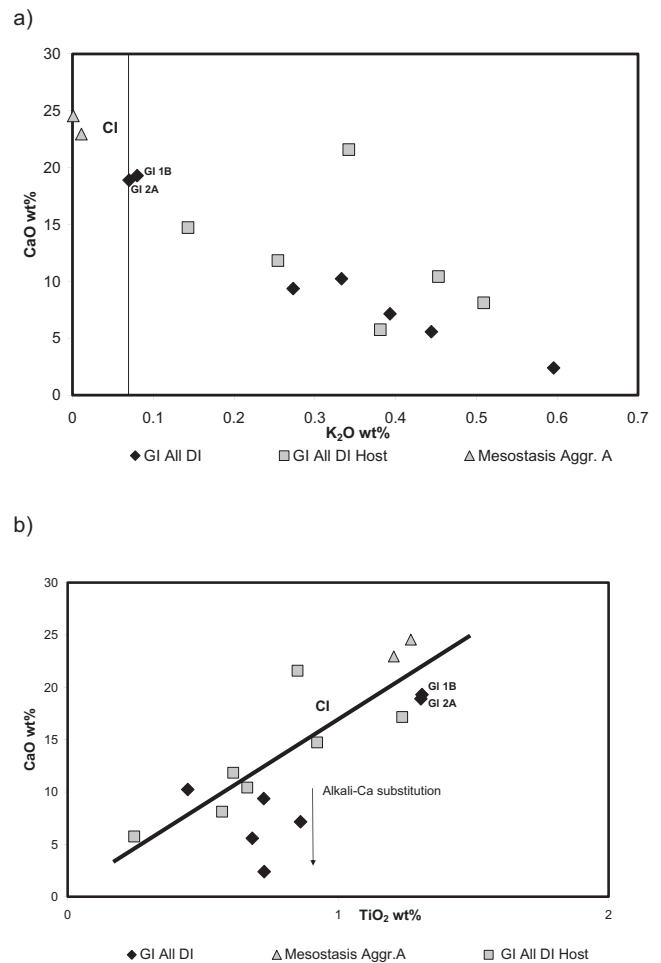 a)
30
25
20
15
10
5
0
CaO wt%
CI
GI 1B
GI 2A
0 0.1 0.2 0.3 0.4 0.5 0.6 0.7
K₂O wt%
GI All DI GI All DI Host Mesostasis Aggr. A
b)
30
25
20
15
10
5
0
CaO wt%
CI
GI 1B
GI 2A
Alkali-Ca substitution
0 1 2
TiO₂ wt%
GI All DI Mesostasis Aggr.A GI All DI Host